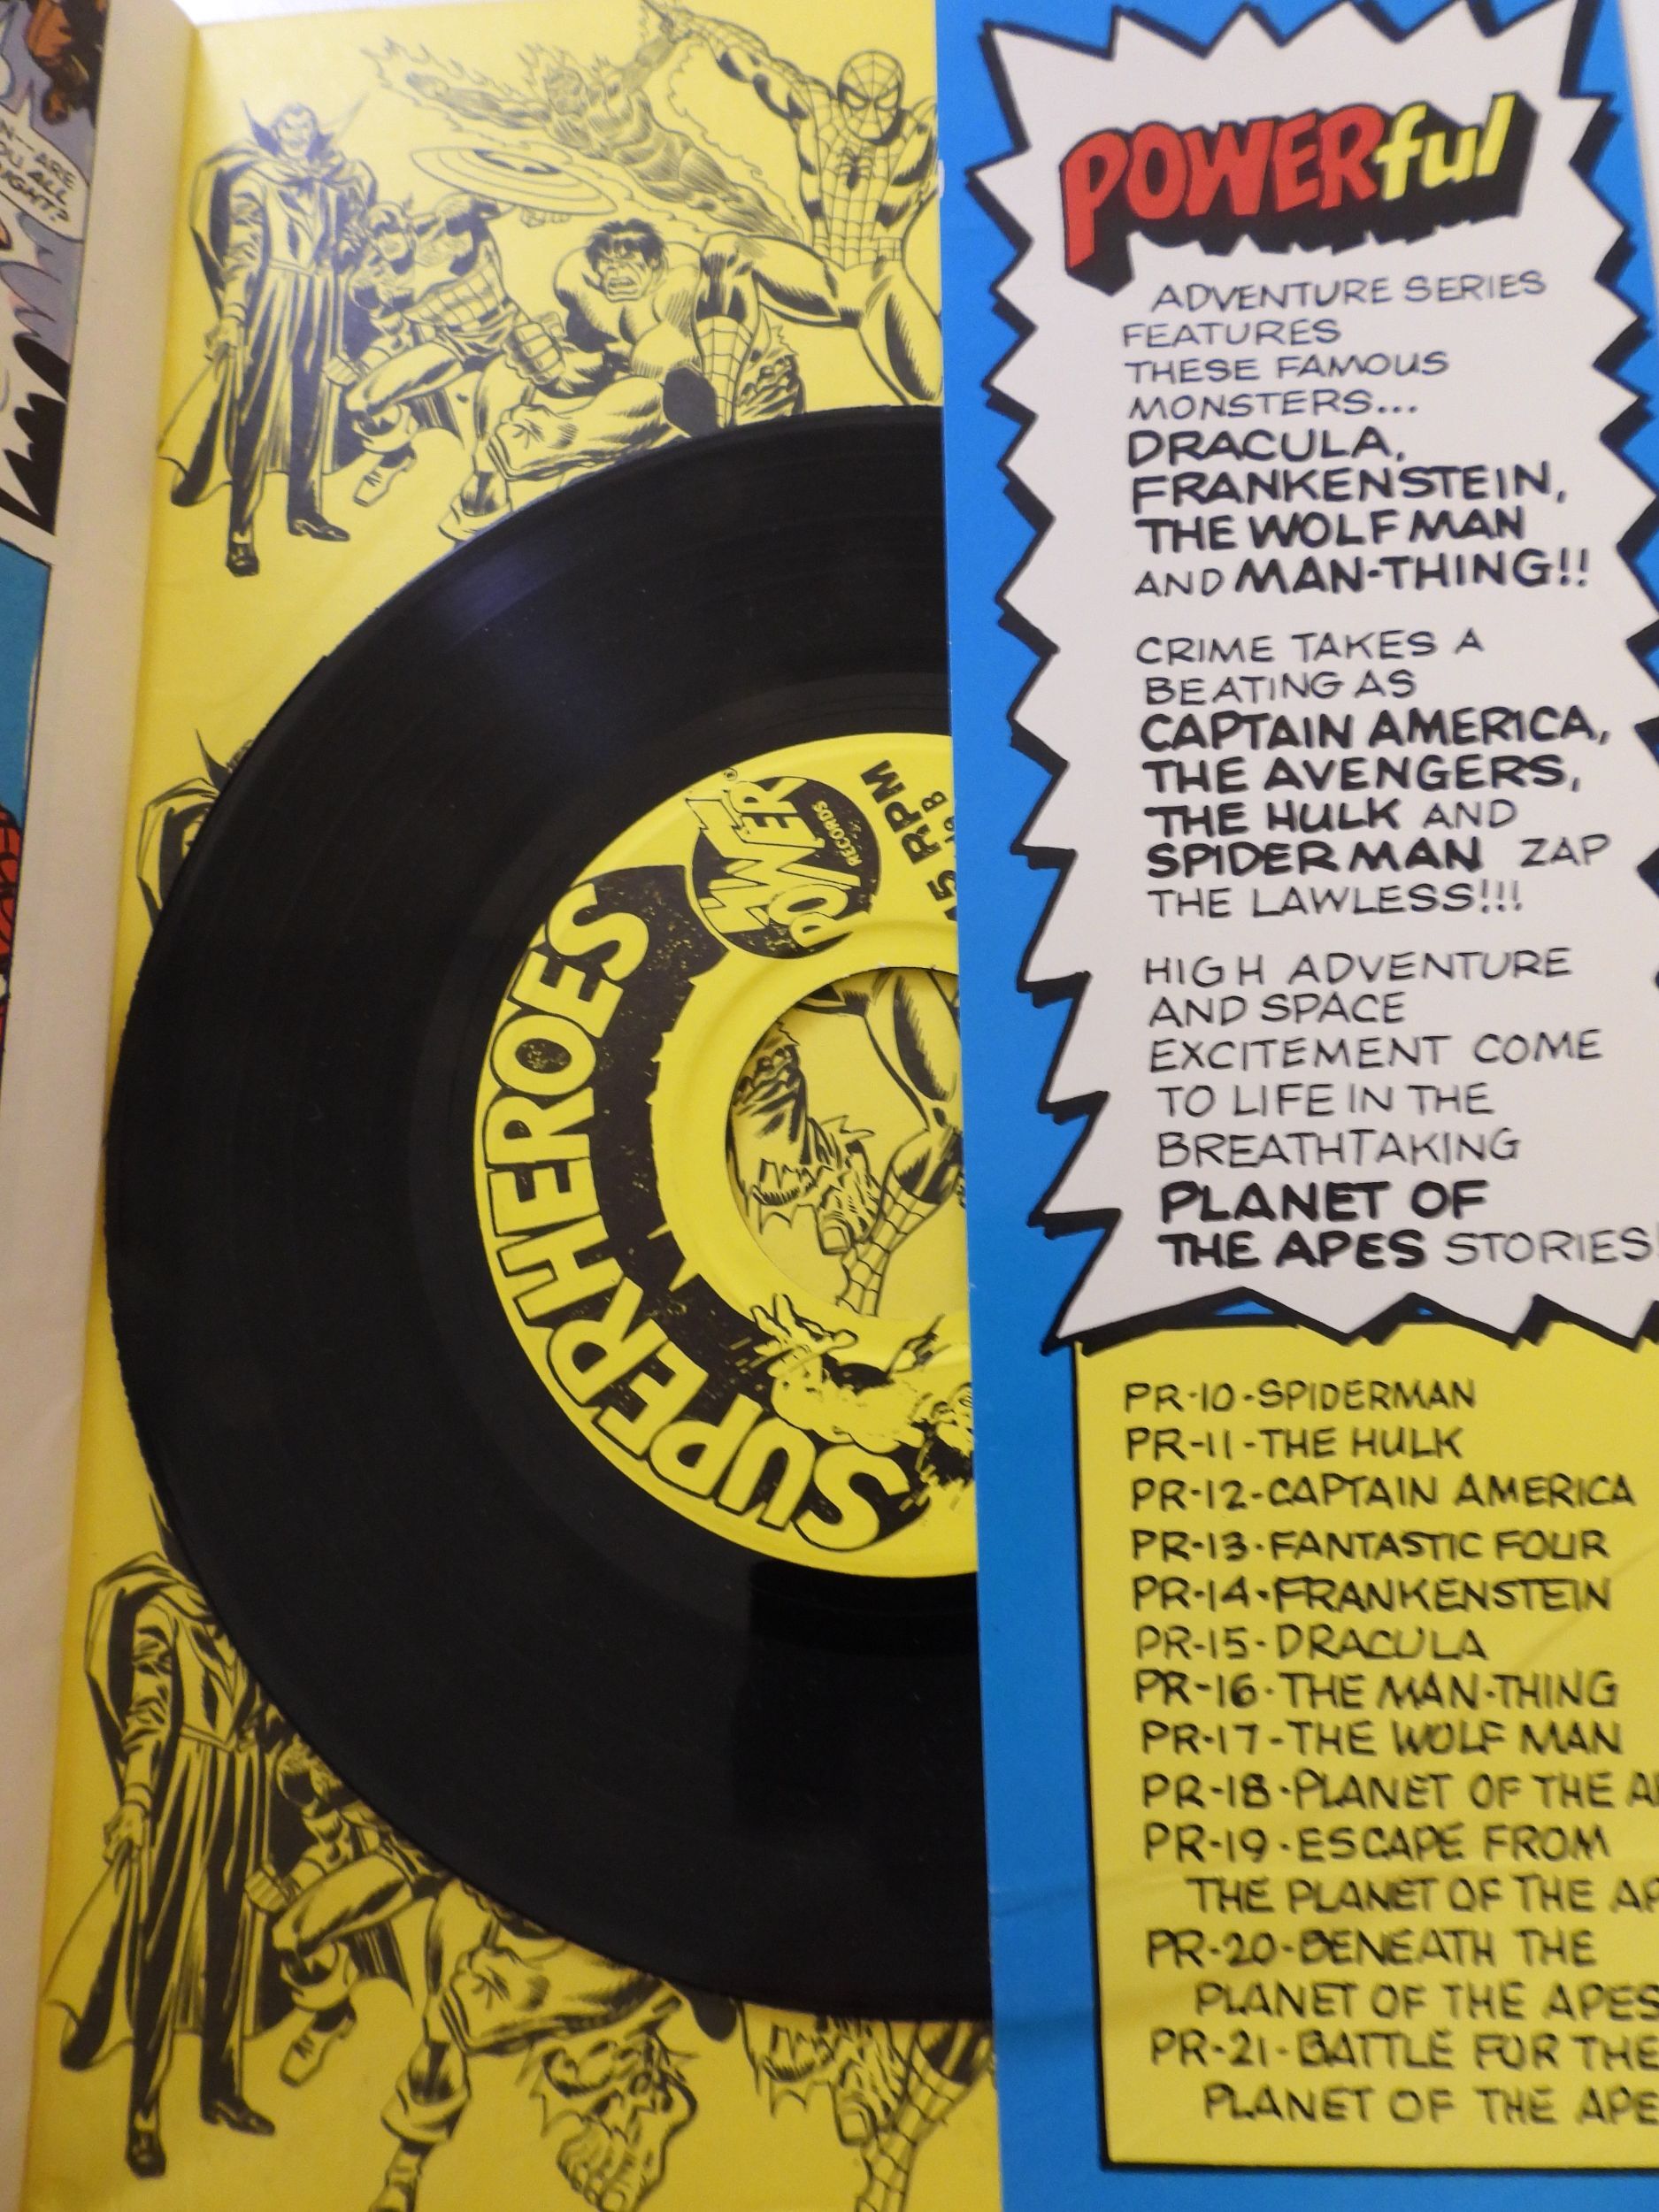 ARE
ALL
POWERful
ADVENTURE SERIES
FEATURES
THESE FAMOUS
MONSTERS...
DRACULA,
FRANKENSTEIN,
THE WOLF MAN
AND MAN-THING!!
CRIME TAKES A
BEATING AS
CAPTAIN AMERICA,
THE AVENGERS,
THE HULK AND
SPIDERMAN ZAP
THE LAWLESS!!!
HIGH ADVENTURE
AND SPACE
EXCITEMENT COME
TO LIFE IN THE
BREATHTAKING
PLANET OF
THE APES STORIES!
PR-10-SPIDERMAN
PR-11-THE HULK
PR-12-CAPTAIN AMERICA
PR-13-FANTASTIC FOUR
PR-14-FRANKENSTEIN
PR-15-DRACULA
PR-16-THE MAN-THING
PR-17-THE WOLF MAN
PR-18-PLANET OF THE
PR-19-ESCAPE FROM
THE PLANET OF THE
PR-20-BENEATH THE
PLANET OF THE APES
PR-21-BATTLE FOR THE
PLANET OF THE
SUPERHEROES
POWER
RECORDS
RPM